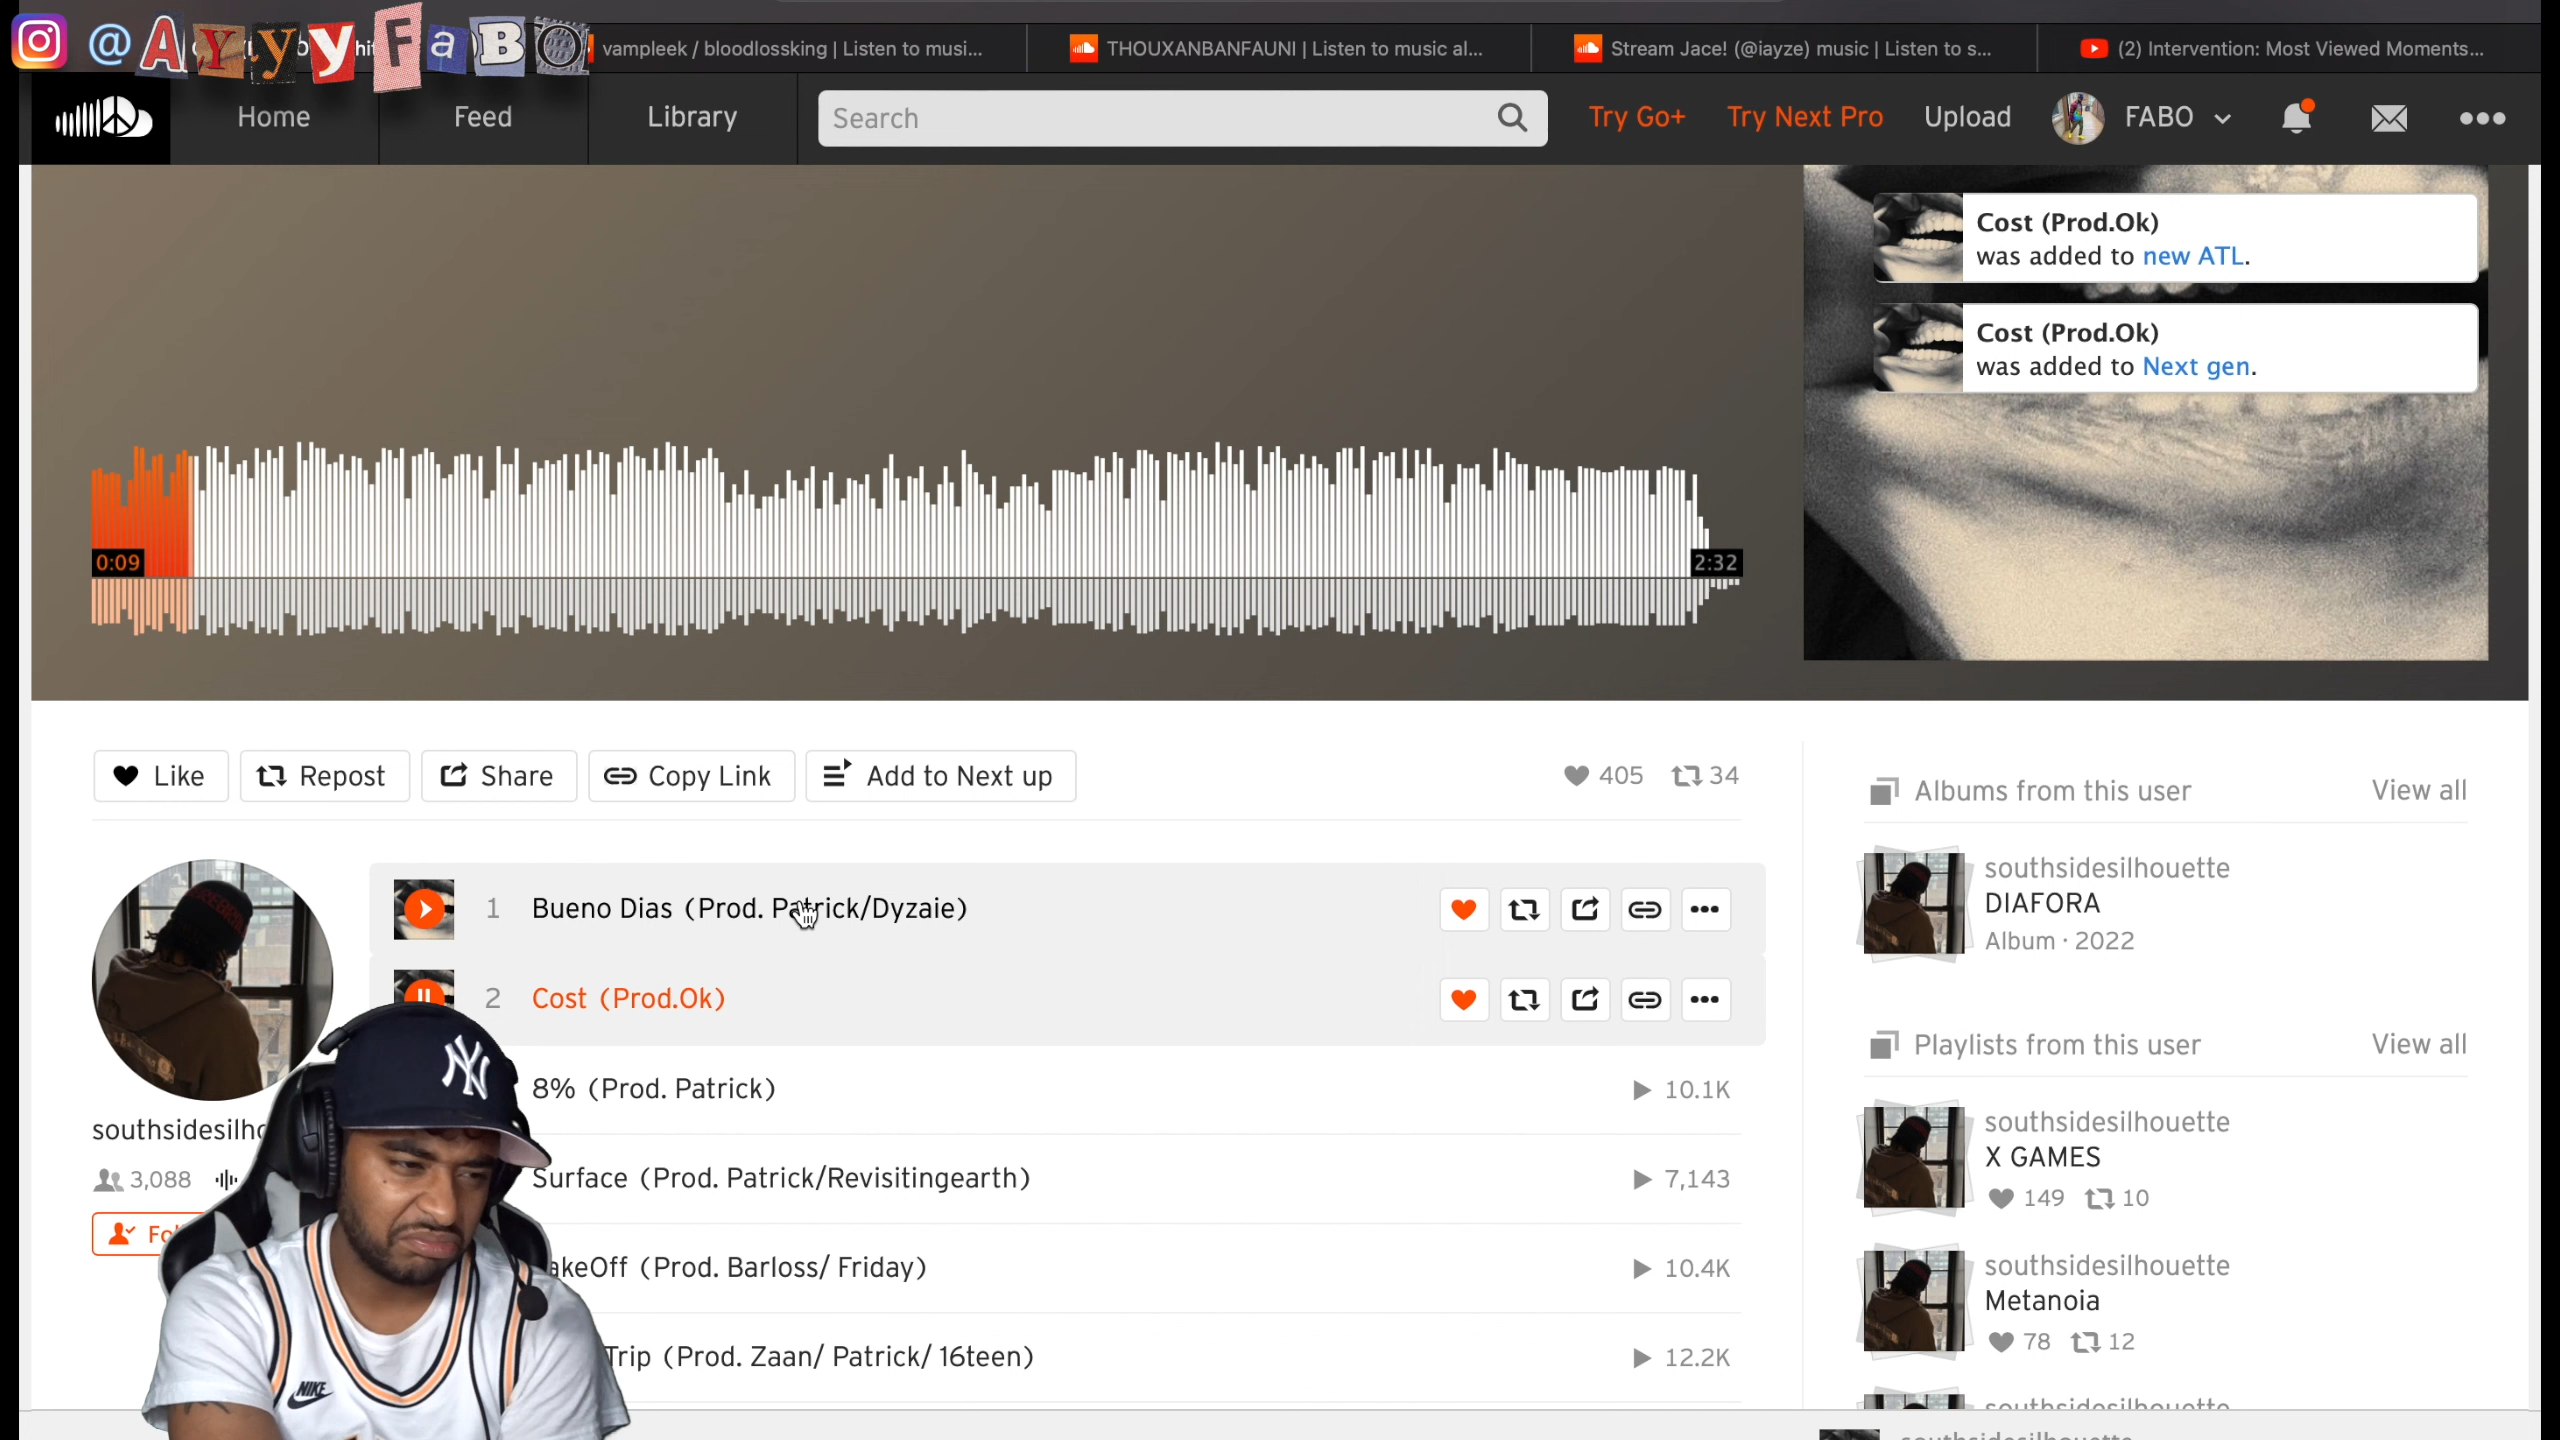 @AyyyFaBO
vampleek / bloodlossking | Listen to musi...
THOUXANBANFAUNI | Listen to music al...
Stream Jace! (@iayze) music | Listen to s...
(2) Intervention: Most Viewed Moments...
Home
Feed
Library
Search
Try Go+
Try Next Pro
Upload
FABO
Cost (Prod.Ok)
was added to new ATL.
Cost (Prod.Ok)
was added to Next gen.
0:09
2:32
Like
Repost
Share
Copy Link
Add to Next up
405
34
1 Bueno Dias (Prod. Patrick/Dyzaie)
2 Cost (Prod.Ok)
8% (Prod. Patrick)
10.1K
Surface (Prod. Patrick/Revisitingearth)
7,143
akeOff (Prod. Barloss/ Friday)
10.4K
Trip (Prod. Zaan/ Patrick/ 16teen)
12.2K
southsidesilho
3,088
Fol
NY
NIKE
Albums from this user
View all
southsidesilhouette
DIAFORA
Album · 2022
Playlists from this user
View all
southsidesilhouette
X GAMES
149
10
southsidesilhouette
Metanoia
78
12
southsidesilhouette
southsidesilhouette